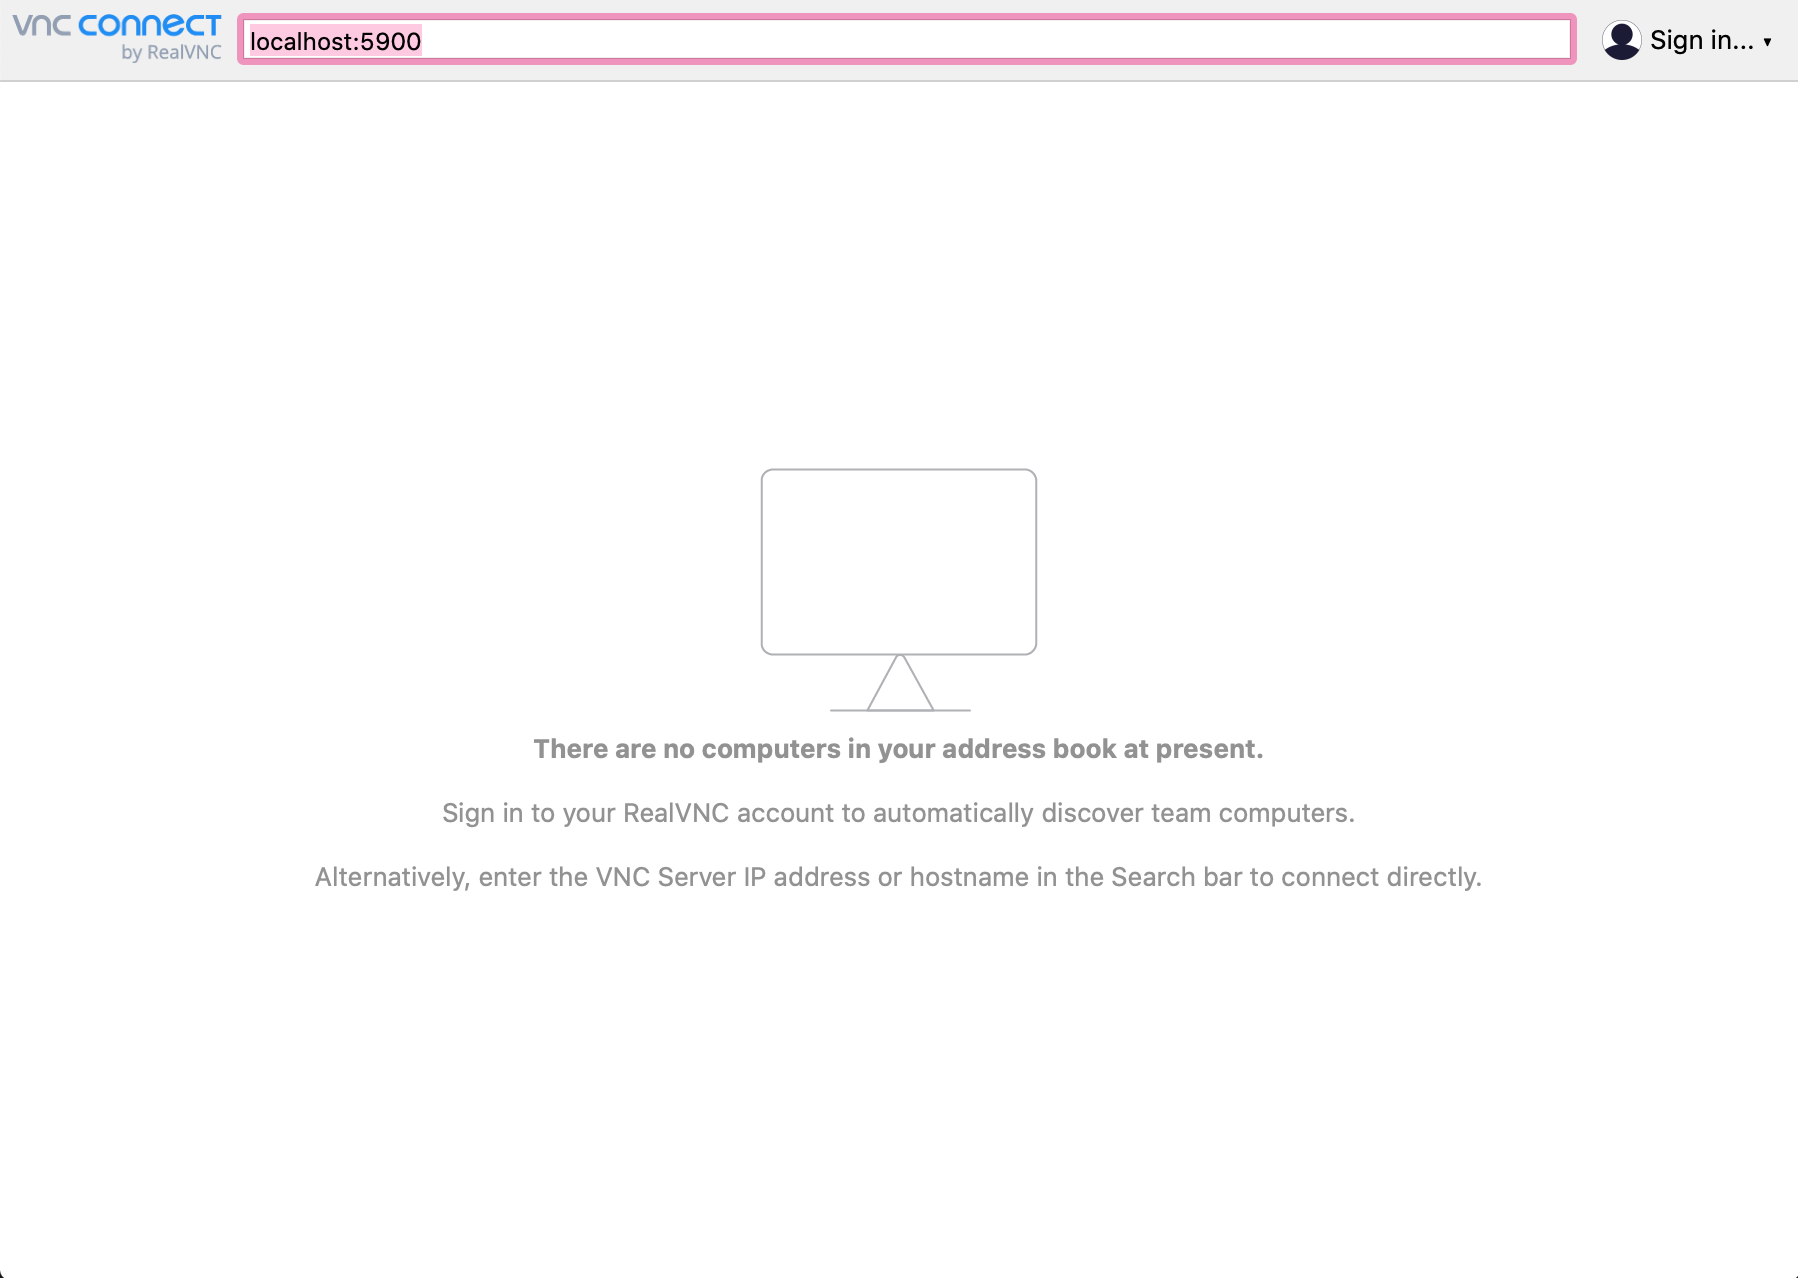 vnc connect
by RealVNC
localhost:5900
Sign in... ▾
There are no computers in your address book at present.
Sign in to your RealVNC account to automatically discover team computers.
Alternatively, enter the VNC Server IP address or hostname in the Search bar to connect directly.